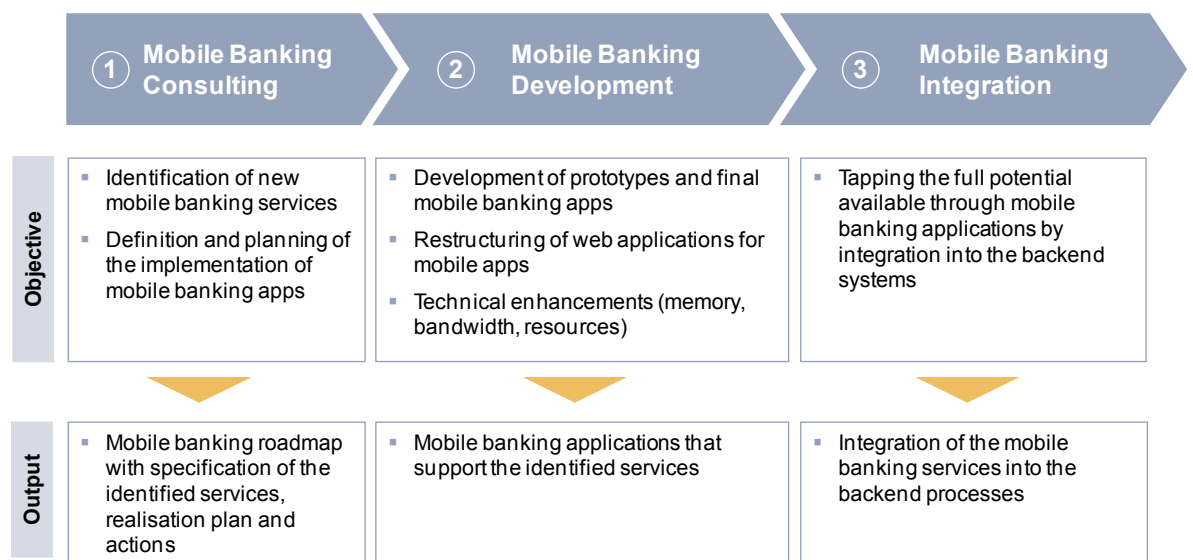 1
Mobile Banking
Consulting
2
Mobile Banking
Development
3
Mobile Banking
Integration
Objective
▪ Identification of new
mobile banking services
▪ Definition and planning of
the implementation of
mobile banking apps
▪ Development of prototypes and final
mobile banking apps
▪ Restructuring of web applications for
mobile apps
▪ Technical enhancements (memory,
bandwidth, resources)
▪ Tapping the full potential
available through mobile
banking applications by
integration into the backend
systems
Output
▪ Mobile banking roadmap
with specification of the
identified services,
realisation plan and
actions
▪ Mobile banking applications that
support the identified services
▪ Integration of the mobile
banking services into the
backend processes